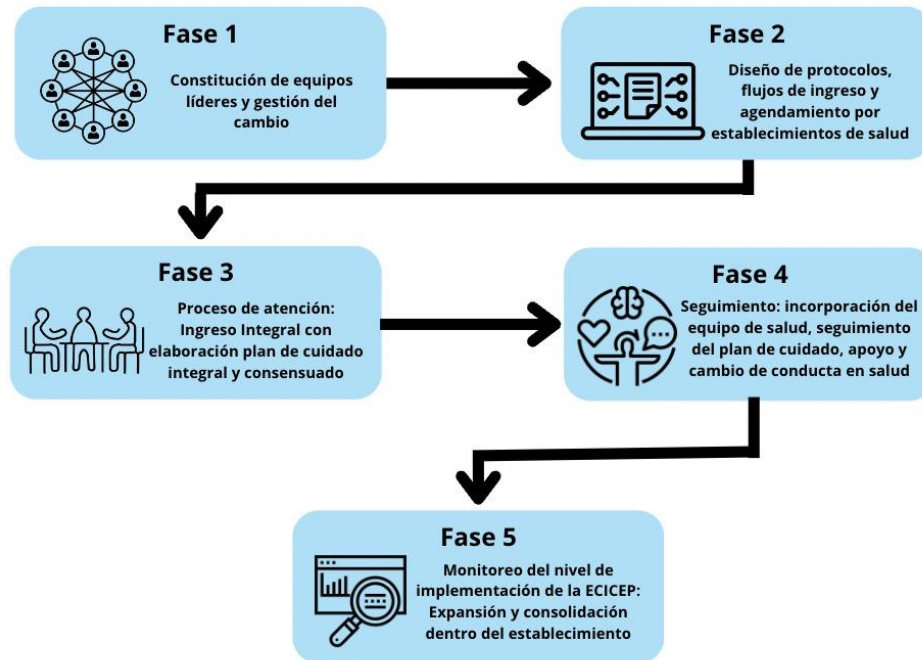 Fase 1
Constitución de equipos
líderes y gestión del
cambio
Fase 2
Diseño de protocolos,
flujos de ingreso y
agendamiento por
establecimientos de salud
Fase 3
Proceso de atención:
Ingreso Integral con
elaboración plan de cuidado
integral y consensuado
Fase 4
Seguimiento: incorporación del
equipo de salud, seguimiento
del plan de cuidado, apoyo y
cambio de conducta en salud
Fase 5
Monitoreo del nivel de
implementación de la ECICEP:
Expansión y consolidación
dentro del establecimiento